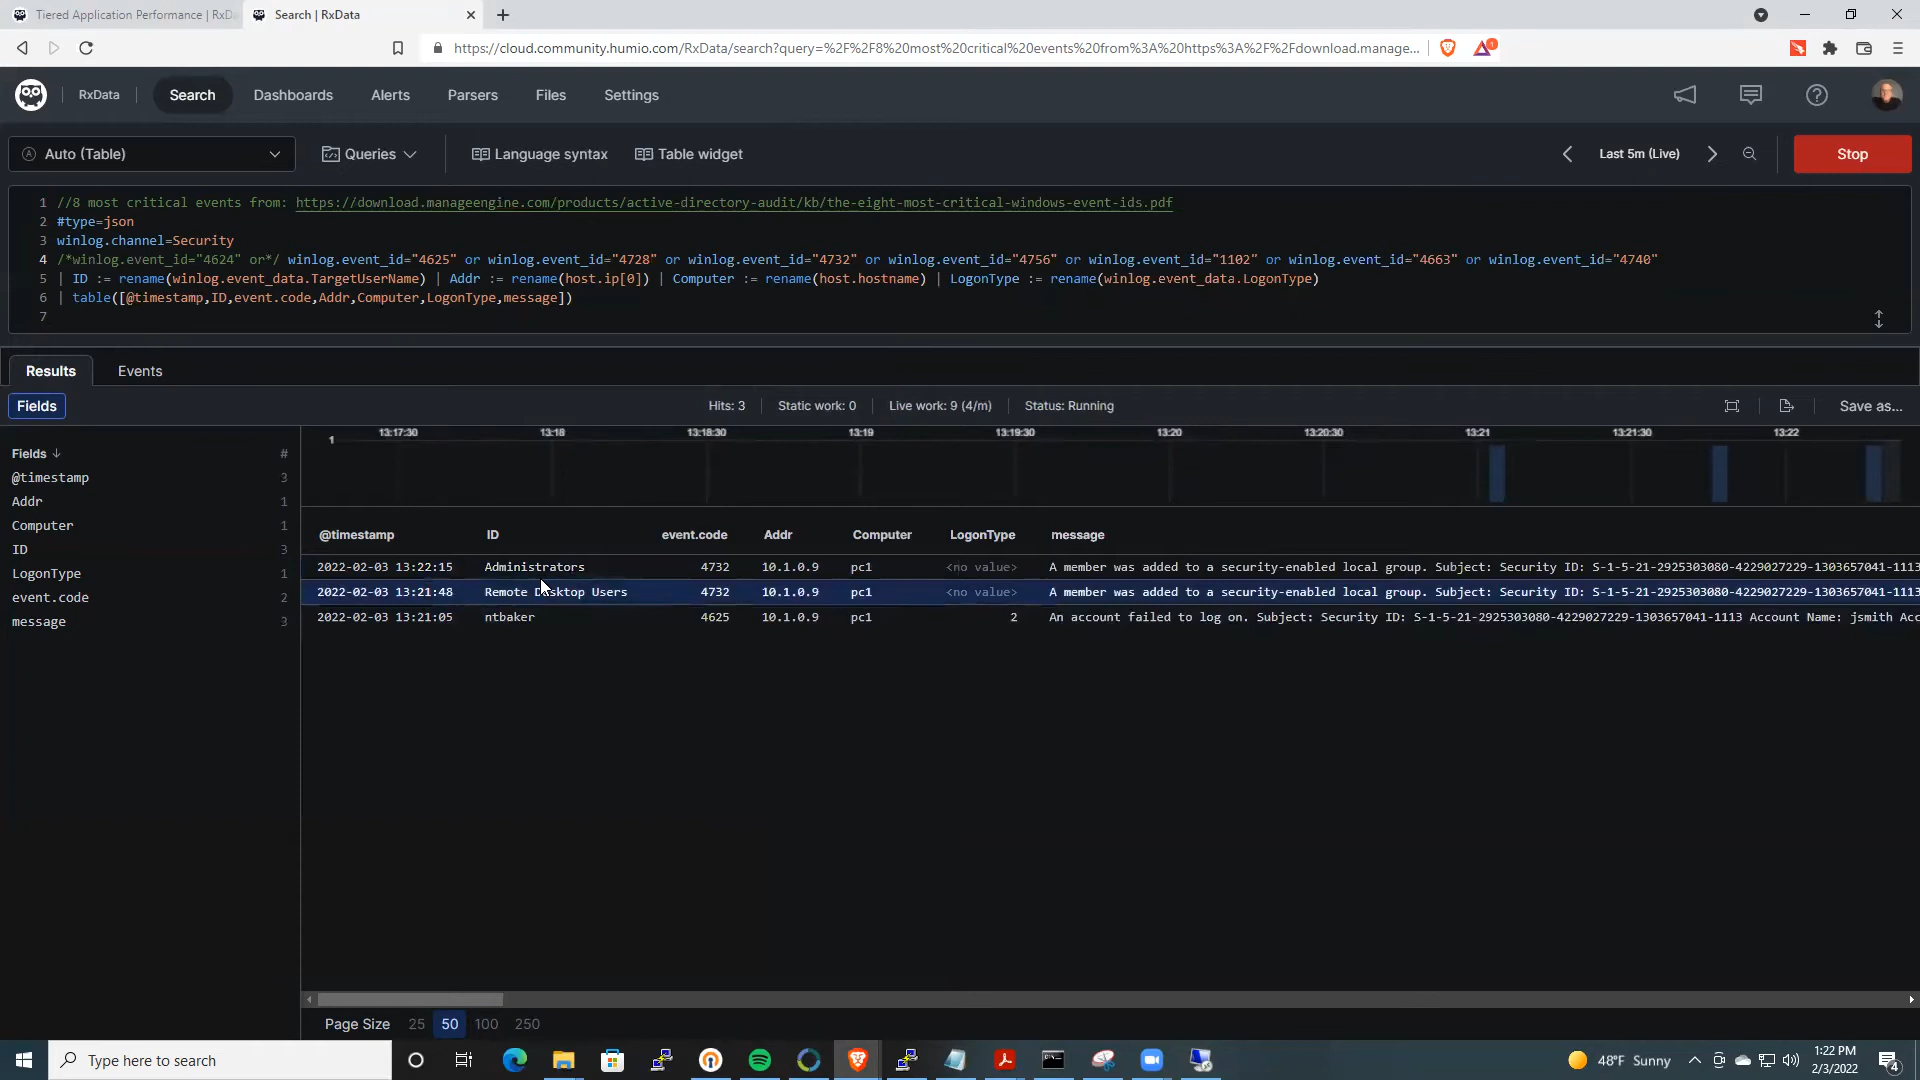 Tiered Application Performance | RxDa
Search | RxData
https://cloud.community.humio.com/RxData/search?query=%2F%2F8%20most%20critical%20events%20from%3A%20https%3A%2F%2Fdownload.manage...
1
RxData
Search
Dashboards
Alerts
Parsers
Files
Settings
Auto (Table)
Queries
Language syntax
Table widget
Last 5m (Live)
Stop
1 //8 most critical events from: https://download.manageengine.com/products/active-directory-audit/kb/the-eight-most-critical-windows-event-ids.pdf
2 #type=json
3 winlog.channel=Security
4 /*winlog.event_id="4624" or*/ winlog.event_id="4625" or winlog.event_id="4728" or winlog.event_id="4732" or winlog.event_id="4756" or winlog.event_id="1102" or winlog.event_id="4663" or winlog.event_id="4740"
5 | ID := rename(winlog.event_data.TargetUserName) | Addr := rename(host.ip[0]) | Computer := rename(host.hostname) | LogonType := rename(winlog.event_data.LogonType)
6 | table([@timestamp,ID,event.code,Addr,Computer,LogonType,message])
7
Results
Events
Fields
Hits: 3
Static work: 0
Live work: 9 (4/m)
Status: Running
Save as...
Fields #
@timestamp 3
Addr 1
Computer 1
ID 3
LogonType 1
event.code 2
message 3
1
13:17:30 13:18 13:18:30 13:19 13:19:30 13:20 13:20:30 13:21 13:21:30 13:22
@timestamp ID event.code Addr Computer LogonType message
2022-02-03 13:22:15 Administrators 4732 10.1.0.9 pc1 <no value> A member was added to a security-enabled local group. Subject: Security ID: S-1-5-21-2925303080-4229027229-1303657041-1113
2022-02-03 13:21:48 Remote Desktop Users 4732 10.1.0.9 pc1 <no value> A member was added to a security-enabled local group. Subject: Security ID: S-1-5-21-2925303080-4229027229-1303657041-1113
2022-02-03 13:21:05 ntbaker 4625 10.1.0.9 pc1 2 An account failed to log on. Subject: Security ID: S-1-5-21-2925303080-4229027229-1303657041-1113 Account Name: jsmith Acc
Page Size 25 50 100 250
Type here to search
48°F Sunny
1:22 PM
2/3/2022
4